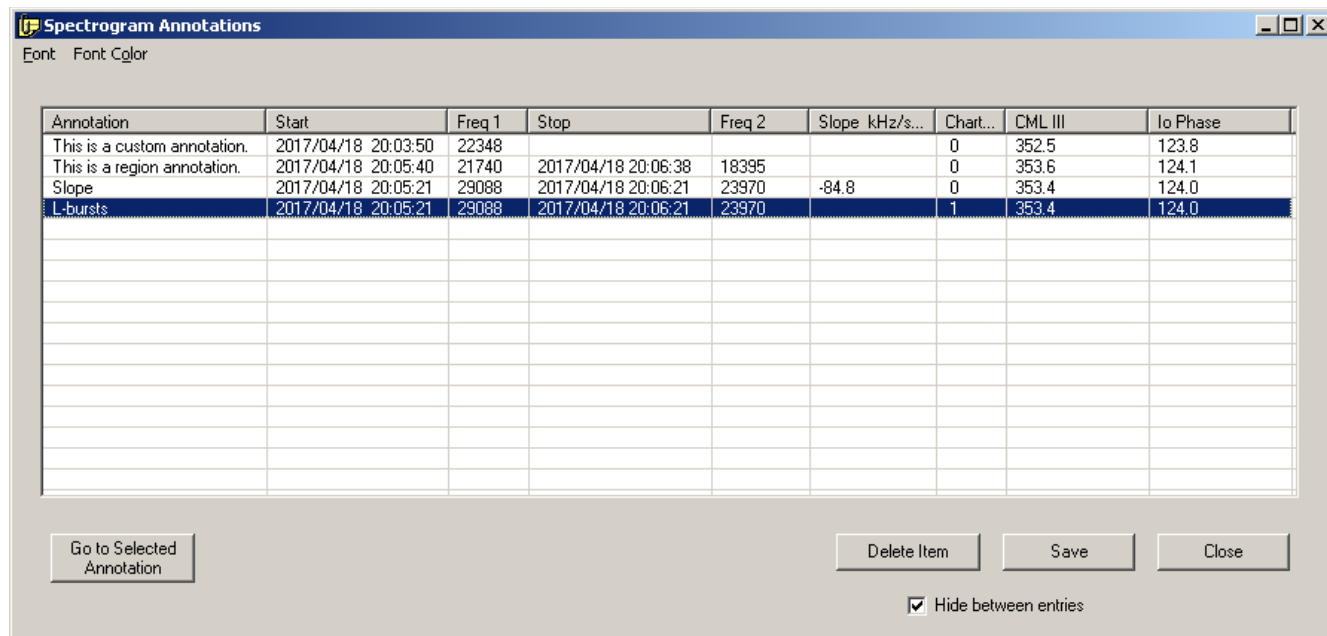 Spectrogram Annotations
Font Font Color
Annotation Start Freq 1 Stop Freq 2 Slope kHz/s... Chart... CML III Io Phase
This is a custom annotation. 2017/04/18 20:03:50 22348 0 352.5 123.8
This is a region annotation. 2017/04/18 20:05:40 21740 2017/04/18 20:06:38 18395 0 353.6 124.1
Slope 2017/04/18 20:05:21 29088 2017/04/18 20:06:21 23970 -84.8 0 353.4 124.0
L-bursts 2017/04/18 20:05:21 29088 2017/04/18 20:06:21 23970 1 353.4 124.0
Go to Selected
Annotation
Delete Item Save Close
Hide between entries